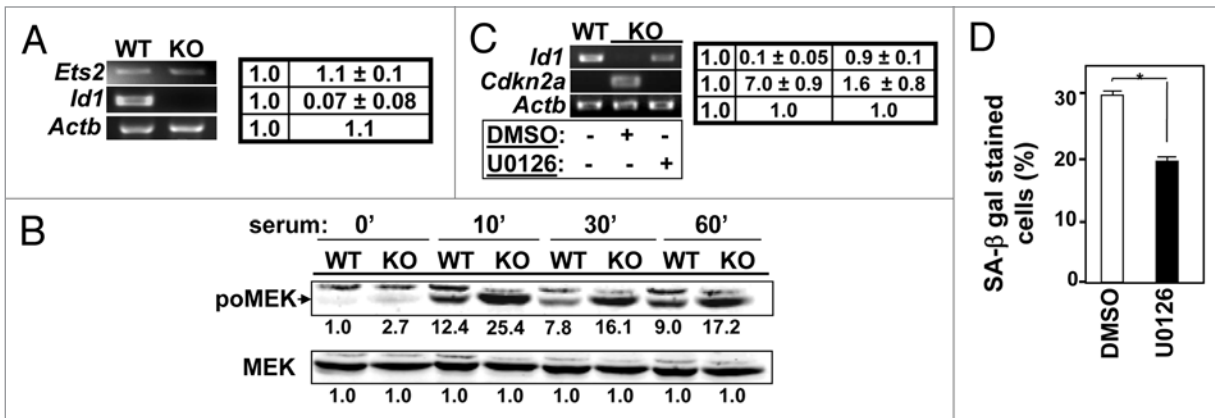 A
WT KO
Ets2 1.0 1.1 ± 0.1
Id1 1.0 0.07 ± 0.08
Actb 1.0 1.1
C
WT KO
Id1 1.0 0.1 ± 0.05 0.9 ± 0.1
Cdkn2a 1.0 7.0 ± 0.9 1.6 ± 0.8
Actb 1.0 1.0 1.0
DMSO: - + -
U0126: - - +
B
serum: 0' 10' 30' 60'
WT KO WT KO WT KO WT KO
poMEK
1.0 2.7 12.4 25.4 7.8 16.1 9.0 17.2
MEK
1.0 1.0 1.0 1.0 1.0 1.0 1.0 1.0
D
*
30
20
10
0
SA-β gal stained
cells (%)
DMSO
U0126